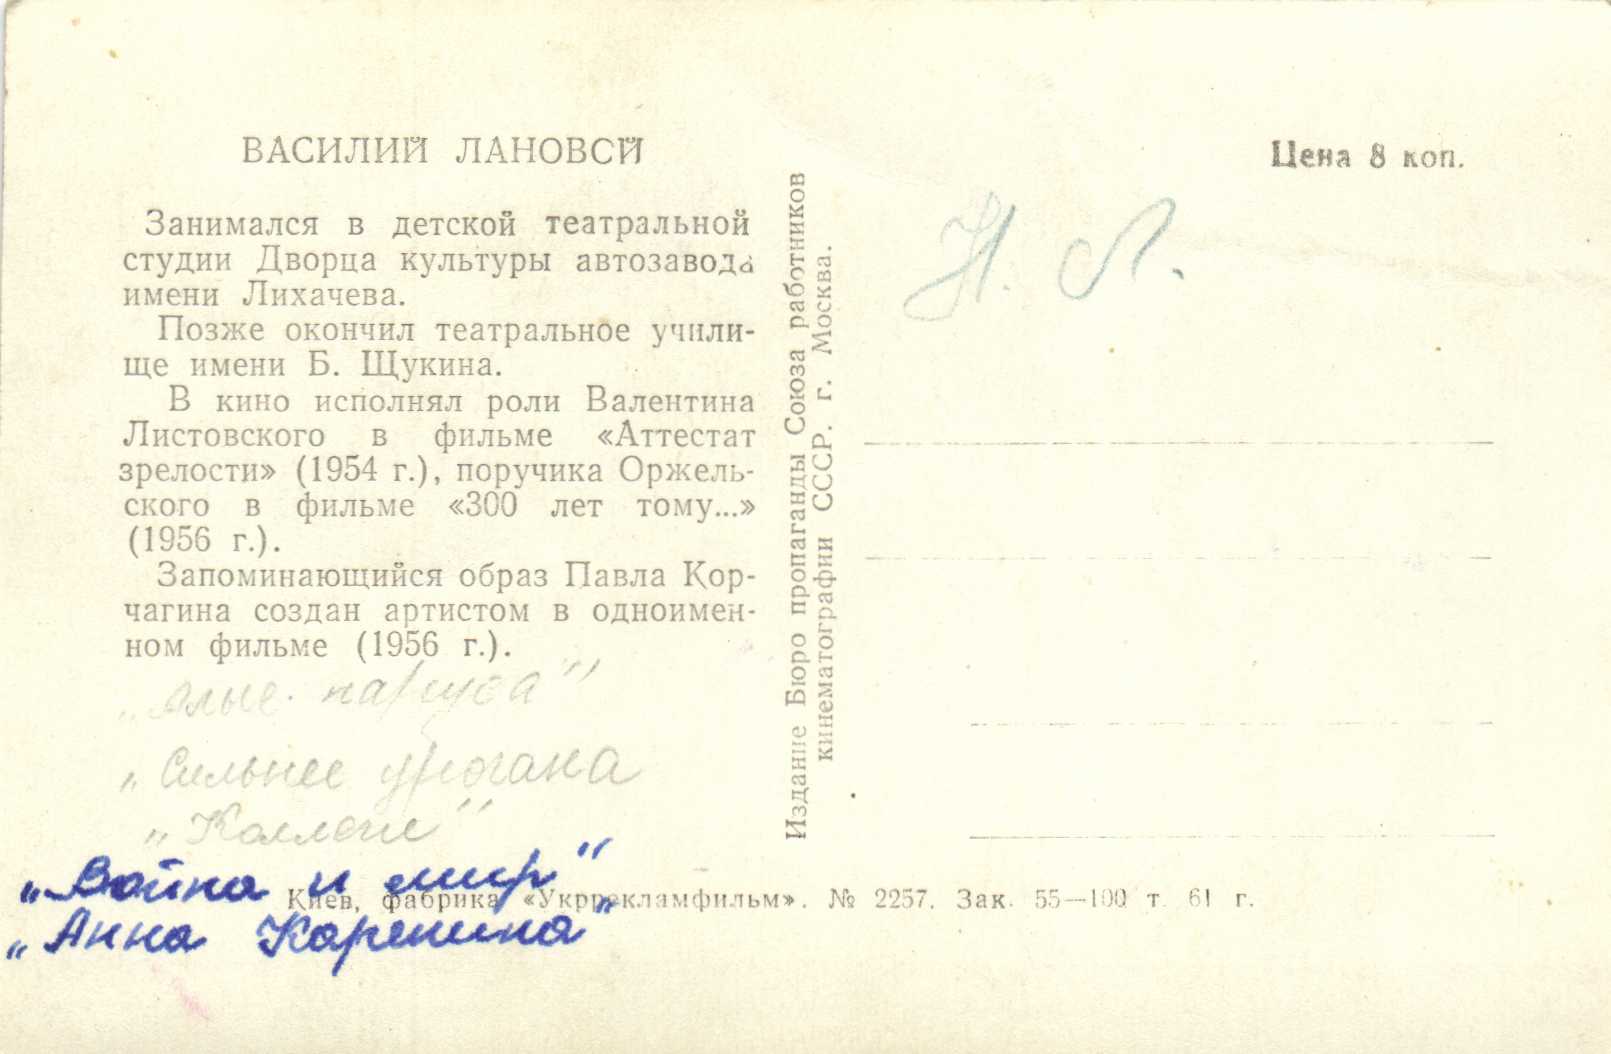 ВАСИЛИЙ ЛАНОВОЙ
Занимался в детской театральной
студии Дворца культуры автозавода
имени Лихачева.
Позже окончил театральное учили-
ще имени Б. Щукина.
В кино исполнял роли Валентина
Листовского в фильме «Аттестат
зрелости» (1954 г.), поручика Оржель-
ского в фильме «300 лет тому...»
(1956 г.).
Запоминающийся образ Павла Кор-
чагина создан артистом в одноимен-
ном фильме (1956 г.).
„Алые паруса"
„Сильнее урагана
„Коллеги"
„Война и мир"
„Анна Каренина"
Издание Бюро пропаганды Союза работников
кинематографии СССР. г. Москва.
Цена 8 коп.
Н. Л.
Киев, фабрика «Укррекламфильм». № 2257. Зак. 55—100 т. 61 г.